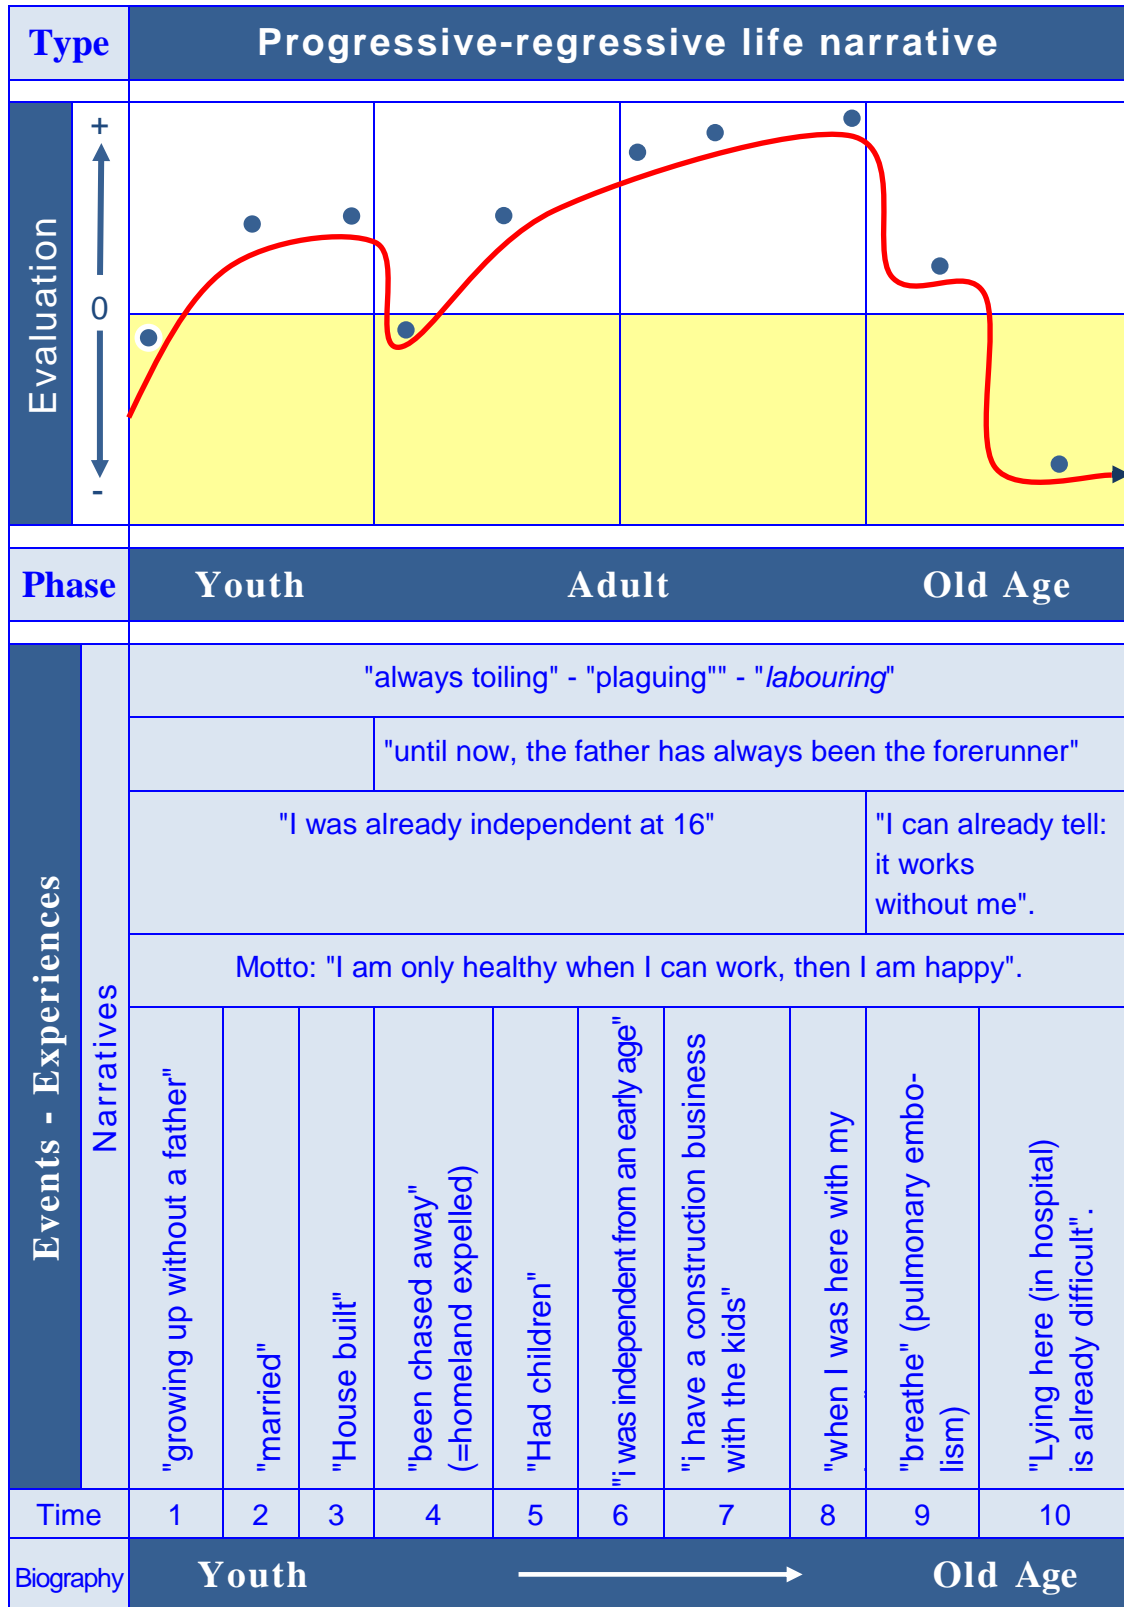 Type
Progressive-regressive life narrative
Evaluation
+
0
-
Phase
Youth
Adult
Old Age
Events - Experiences
Narratives
"always toiling" - "plaguing"" - "labouring"
"until now, the father has always been the forerunner"
"I was already independent at 16"
"I can already tell:
it works
without me".
Motto: "I am only healthy when I can work, then I am happy".
"growing up without a father"
"married"
"House built"
"been chased away"
(=homeland expelled)
"Had children"
"i was independent from an early age"
"i have a construction business
with the kids"
"when I was here with my
"breathe" (pulmonary embo-
lism)
"Lying here (in hospital)
is already difficult".
Time
1
2
3
4
5
6
7
8
9
10
Biography
Youth
Old Age